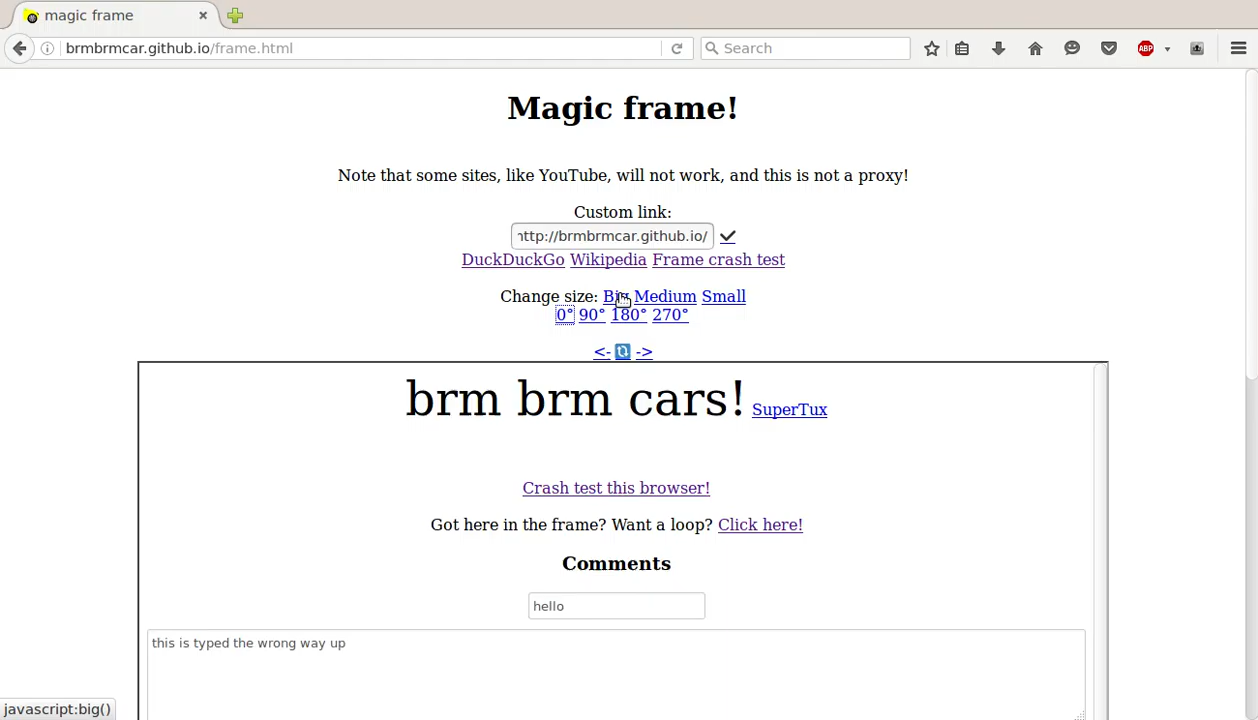 magic frame
brmbrmcar.github.io/frame.html
Search
ABP
Magic frame!
Note that some sites, like YouTube, will not work, and this is not a proxy!
Custom link:
http://brmbrmcar.github.io/
DuckDuckGo Wikipedia Frame crash test
Change size: Big Medium Small
0° 90° 180° 270°
<- ->
brm brm cars! SuperTux
Crash test this browser!
Got here in the frame? Want a loop? Click here!
Comments
hello
this is typed the wrong way up
javascript:big()